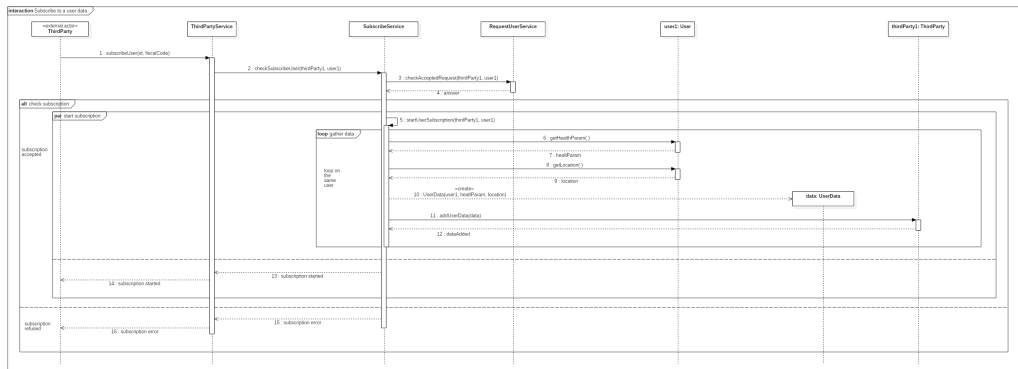 interaction Subscribe to a user data
«external actor»
ThirdParty
ThirdPartyService
SubscribeService
RequestUserService
user1: User
thirdParty1: ThirdParty
1 : subscribeUser(id, fiscalCode)
2 : checkSubscribeUser(thirdParty1, user1)
3 : checkAcceptedRequest(thirdParty1, user1)
4 : answer
alt check subscription
par start subscription
5 : startUserSubscription(thirdParty1, user1)
loop gather data
6 : getHealthParam( )
subscription
accepted
7 : healtParam
8 : getLocation( )
loop on
the
same
user
9 : location
«create»
10 : UserData(user1, healtParam, location)
data: UserData
11 : addUserData(data)
12 : dataAdded
13 : subscription started
14 : subscription started
subscription
refused
15 : subscription error
16 : subscription error